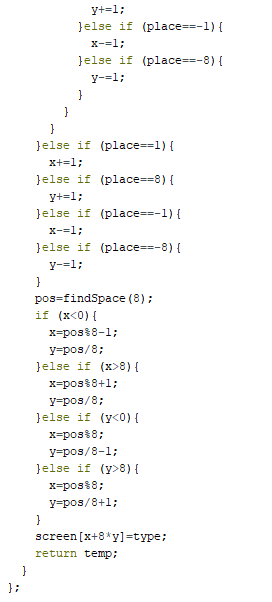 y+=1;
}else if (place==-1){
x-=1;
}else if (place==-8){
y-=1;
}
}
}
}else if (place==1){
x+=1;
}else if (place==8){
y+=1;
}else if (place==-1){
x-=1;
}else if (place==-8){
y-=1;
}
pos=findSpace(8);
if (x<0){
x=pos%8-1;
y=pos/8;
}else if (x>8){
x=pos%8+1;
y=pos/8;
}else if (y<0){
x=pos%8;
y=pos/8-1;
}else if (y>8){
x=pos%8;
y=pos/8+1;
}
screen[x+8*y]=type;
return temp;
}
};